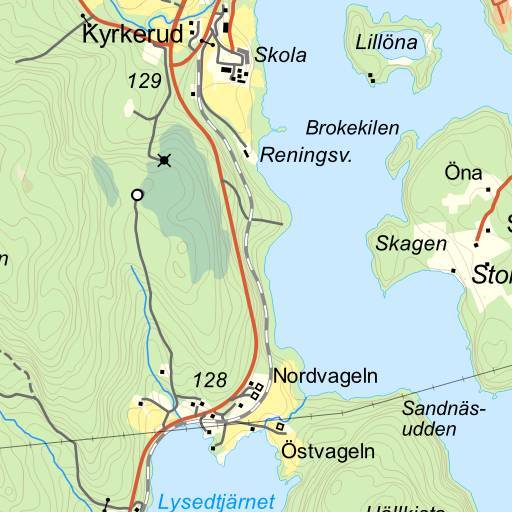 Kyrkerud
Lillöna
Skola
129
Brokekilen
Reningsv.
Öna
Skagen
S
Stor
n
Nordvageln
128
Sandnäs-
udden
Östvageln
Lysedtjärnet